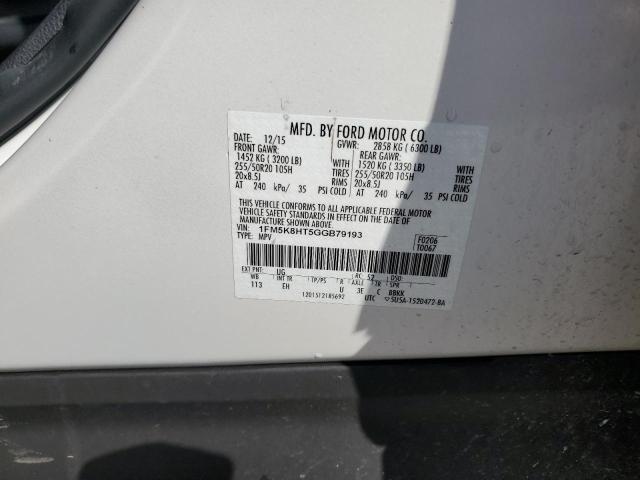 MFD. BY FORD MOTOR CO.
DATE: 12/15 GVWR: 2858 KG ( 6300 LB)
FRONT GAWR: REAR GAWR:
1452 KG ( 3200 LB) WITH 1520 KG ( 3350 LB) WITH
255/50R20 105H TIRES 255/50R20 105H TIRES
20x8.5J RIMS 20x8.5J RIMS
AT 240 kPa/ 35 PSI COLD AT 240 kPa/ 35 PSI COLD
THIS VEHICLE CONFORMS TO ALL APPLICABLE FEDERAL MOTOR
VEHICLE SAFETY STANDARDS IN EFFECT ON THE DATE OF
MANUFACTURE SHOWN ABOVE.
VIN: 1FM5K8HT5GGB79193 F0206
TYPE: MPV T0067
EXT PNT: UG RC: 52 DSO:
WB INT TR TP/PS R AXLE TR SPR
113 EH U 3E C BBKK
UTC